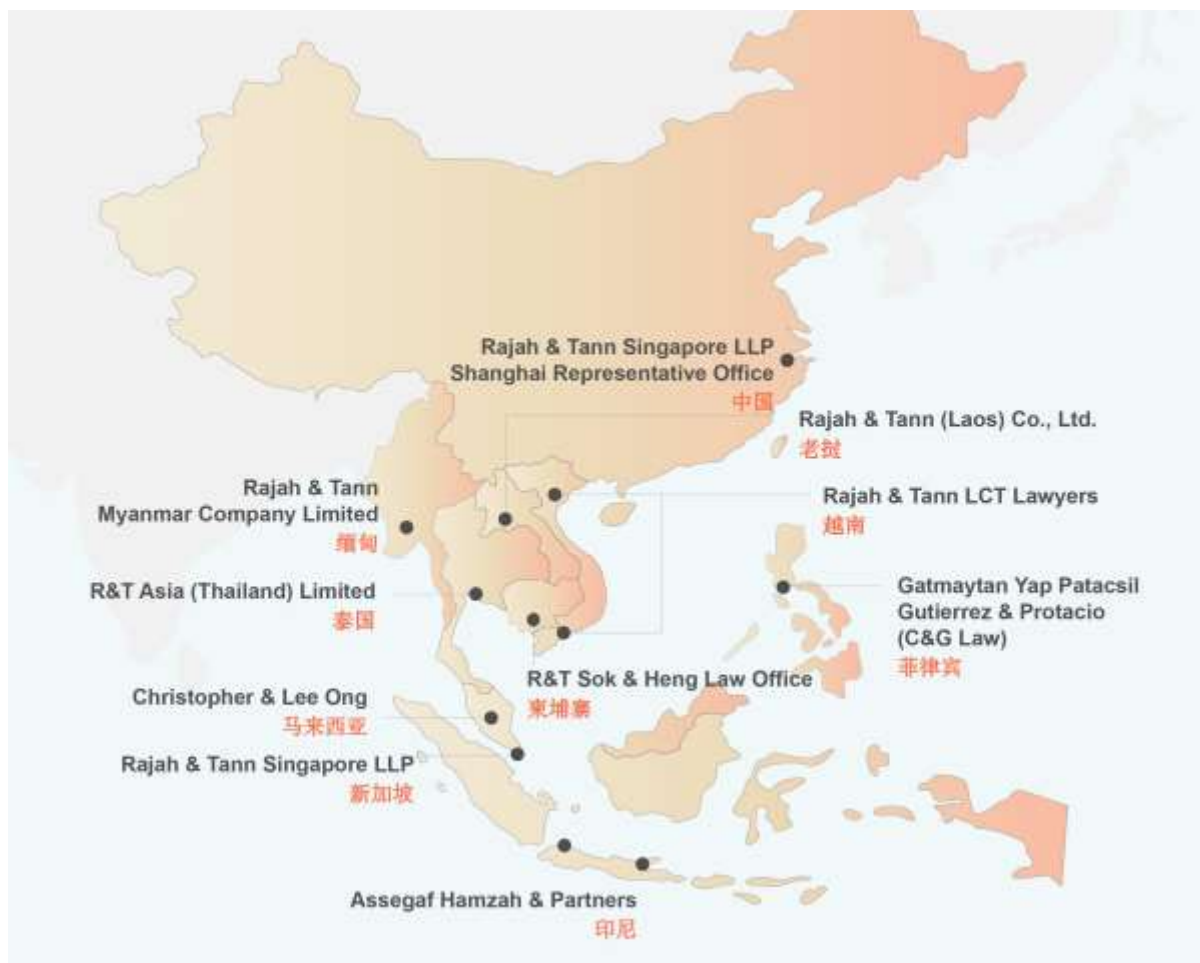 Rajah & Tann Singapore LLP
Shanghai Representative Office
中国
Rajah & Tann (Laos) Co., Ltd.
老挝
Rajah & Tann
Myanmar Company Limited
缅甸
Rajah & Tann LCT Lawyers
越南
R&T Asia (Thailand) Limited
泰国
Gatmaytan Yap Patacsil
Gutierrez & Protacio
(C&G Law)
菲律宾
R&T Sok & Heng Law Office
柬埔寨
Christopher & Lee Ong
马来西亚
Rajah & Tann Singapore LLP
新加坡
Assegaf Hamzah & Partners
印尼